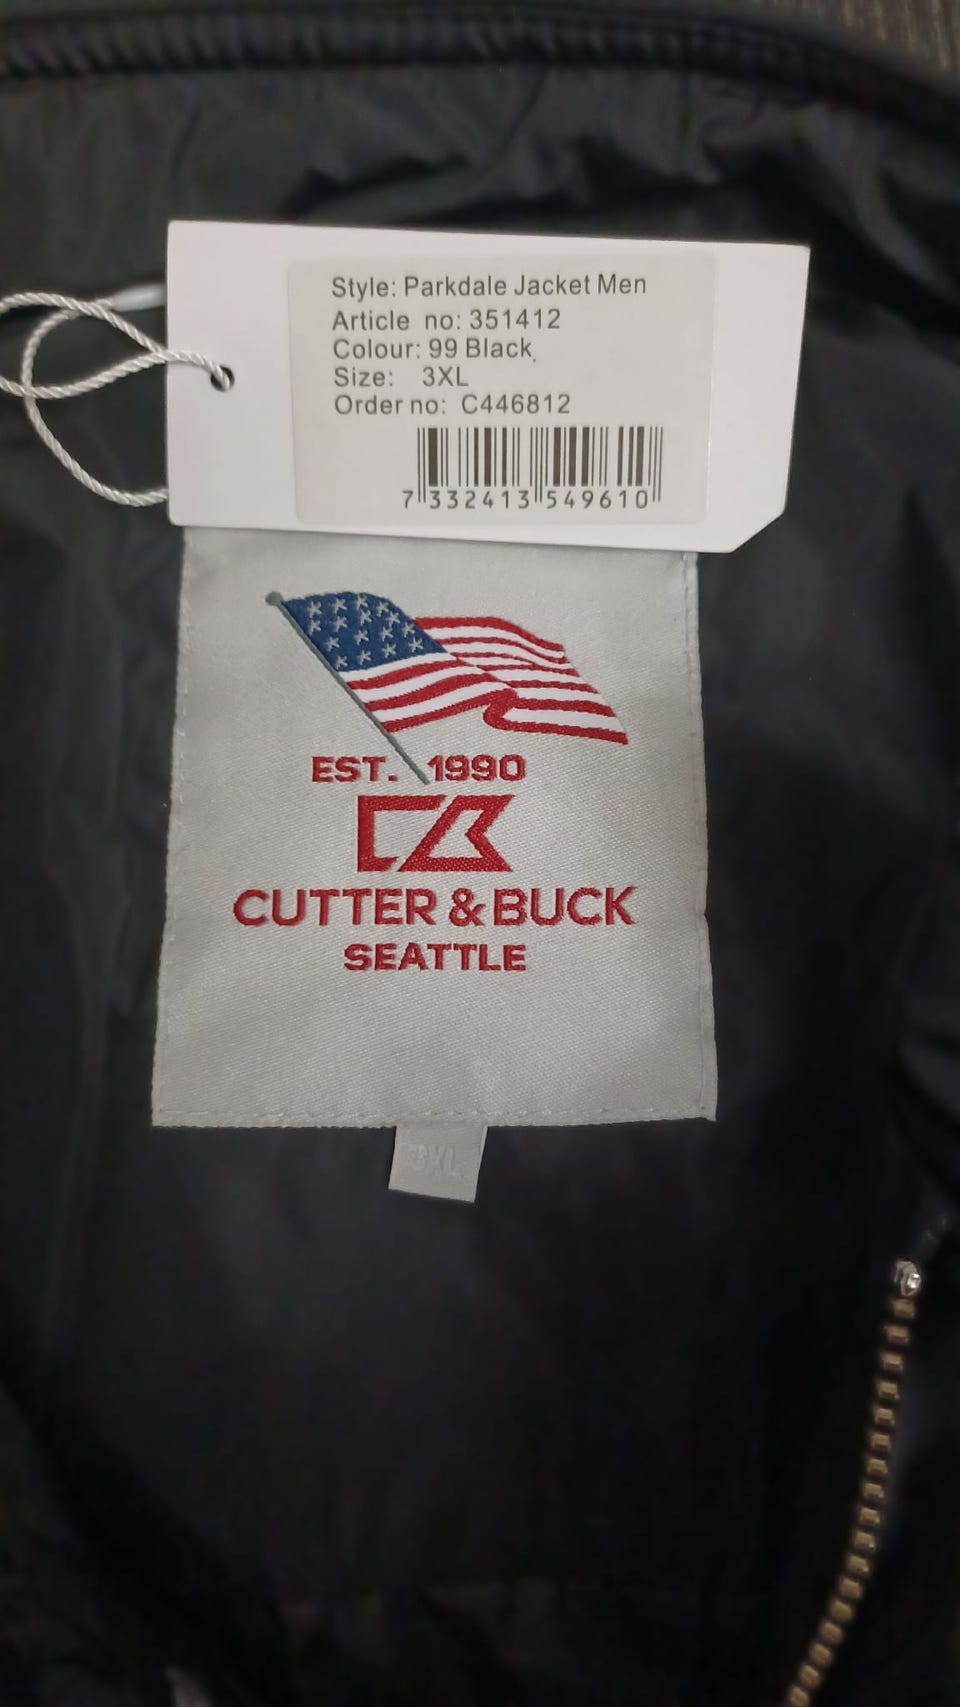 Style: Parkdale Jacket Men
Article no: 351412
Colour: 99 Black
Size: 3XL
Order no: C446812
7 332413 549610
EST. 1990
CUTTER & BUCK
SEATTLE
3XL